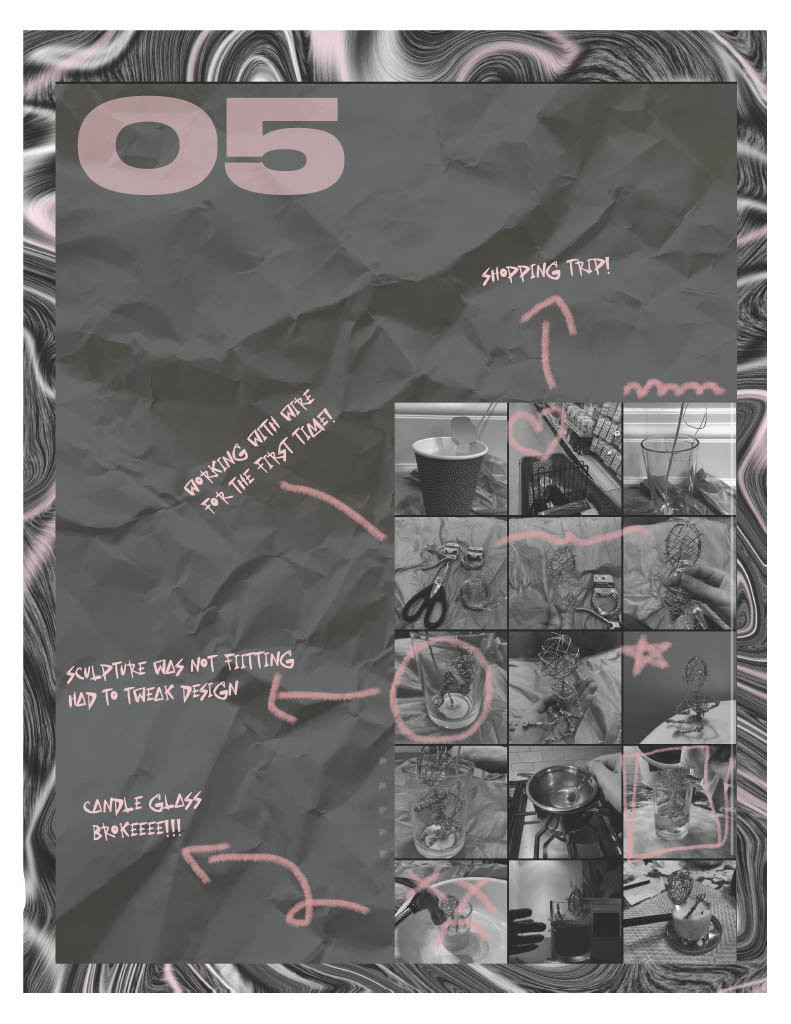 05
SHOPPING TRIP!
WORKING WITH WIRE
FOR THE FIRST TIME!
SCULPTURE WAS NOT FIITTING
HAD TO TWEAK DESIGN
CANDLE GLASS
BROKEEEE!!!